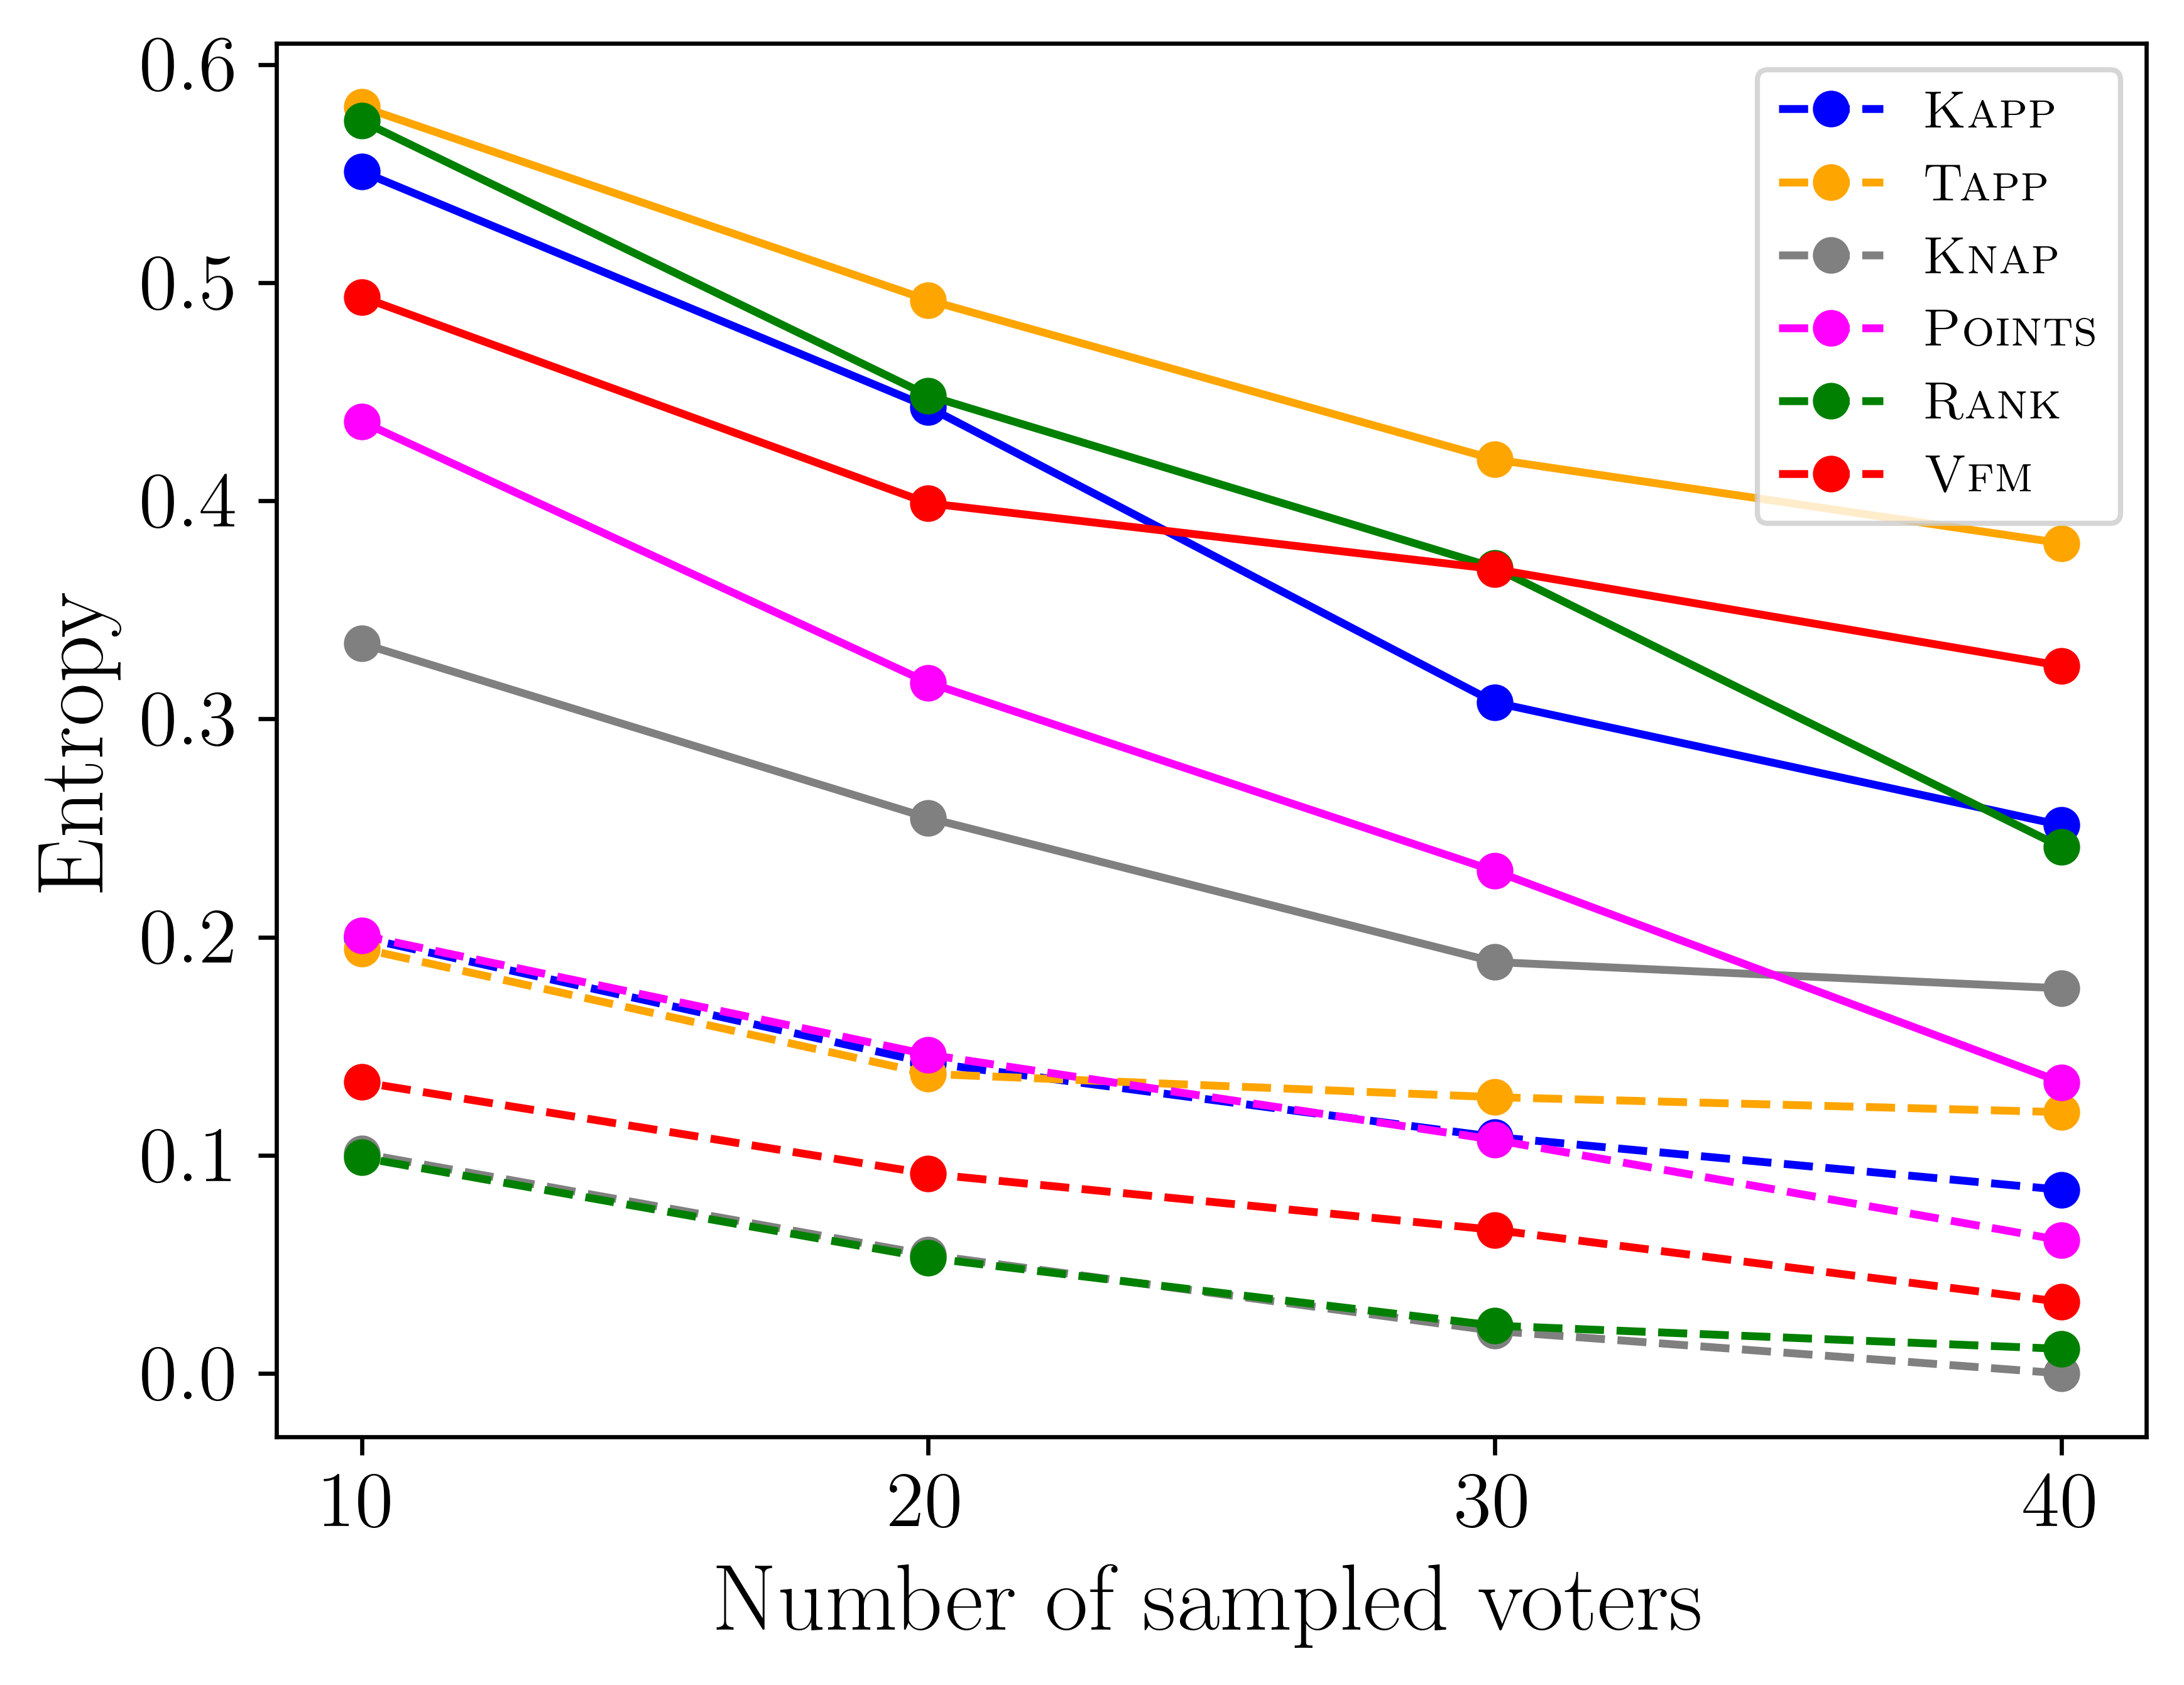 0.6
0.5
0.4
0.3
0.2
0.1
0.0
Entropy
10 20 30 40
Number of sampled voters
KAPP
TAPP
KNAP
POINTS
RANK
VFM